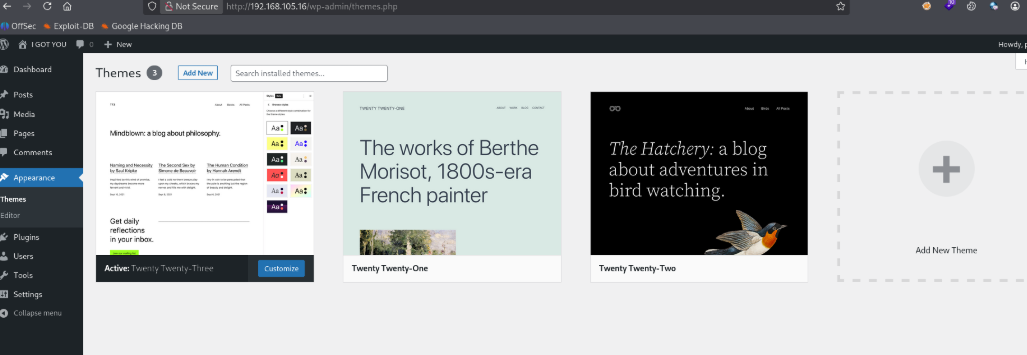 Not Secure http://192.168.105.16/wp-admin/themes.php
OffSec Exploit-DB Google Hacking DB
I GOT YOU 0 New Howdy, p
Dashboard
Posts
Media
Pages
Comments
Appearance
Themes
Editor
Plugins
Users
Tools
Settings
Collapse menu
Themes 3 Add New Search installed themes...
Mindblown: a blog about philosophy.
Get daily
reflections
in your inbox.
Active: Twenty Twenty-Three Customize
TWENTY TWENTY-ONE
The works of Berthe
Morisot, 1800s-era
French painter
Twenty Twenty-One
The Hatchery: a blog
about adventures in
bird watching.
Twenty Twenty-Two
Add New Theme